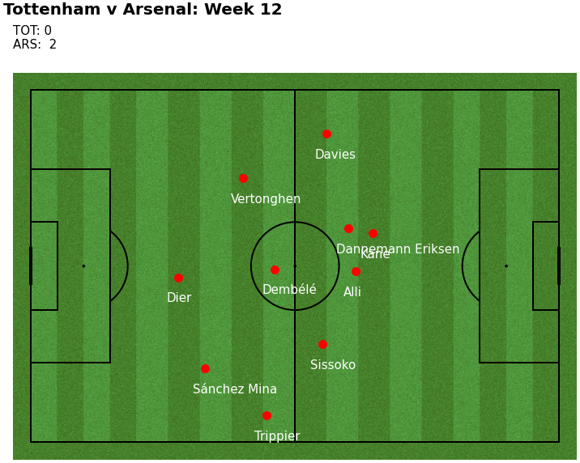 Tottenham v Arsenal: Week 12
TOT: 0
ARS:  2
Davies
Vertonghen
Dannemann Eriksen
Kane
Dembélé
Alli
Dier
Sissoko
Sánchez Mina
Trippier